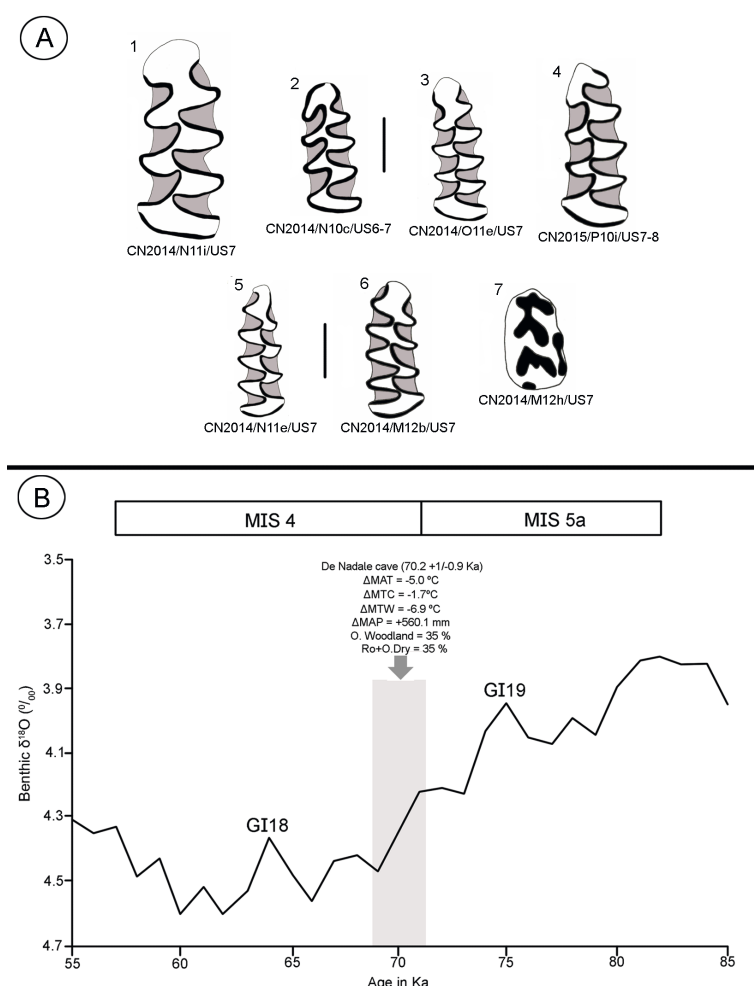 A
1
2
3
4
CN2014/N11i/US7
CN2014/N10c/US6-7
CN2014/O11e/US7
CN2015/P10i/US7-8
5
6
7
CN2014/N11e/US7
CN2014/M12b/US7
CN2014/M12h/US7
B
MIS 4
MIS 5a
De Nadale cave (70.2 +1/-0.9 Ka)
ΔMAT = -5.0 ºC
ΔMTC = -1.7ºC
ΔMTW = -6.9 ºC
ΔMAP = +560.1 mm
O. Woodland = 35 %
Ro+O.Dry = 35 %
GI19
GI18
Benthic δ18O (0/00)
3.5
3.7
3.9
4.1
4.3
4.5
4.7
55
60
65
70
75
80
85
Age in Ka